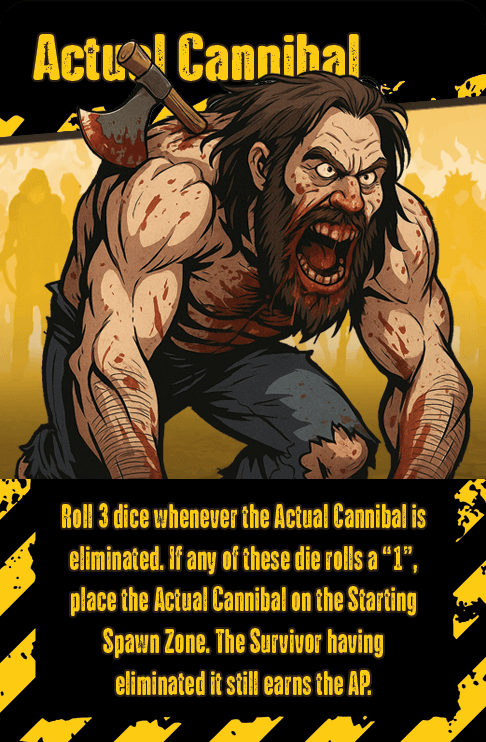 Actual Cannibal
Roll 3 dice whenever the Actual Cannibal is
eliminated. If any of these die rolls a “1”,
place the Actual Cannibal on the Starting
Spawn Zone. The Survivor having
eliminated it still earns the AP.